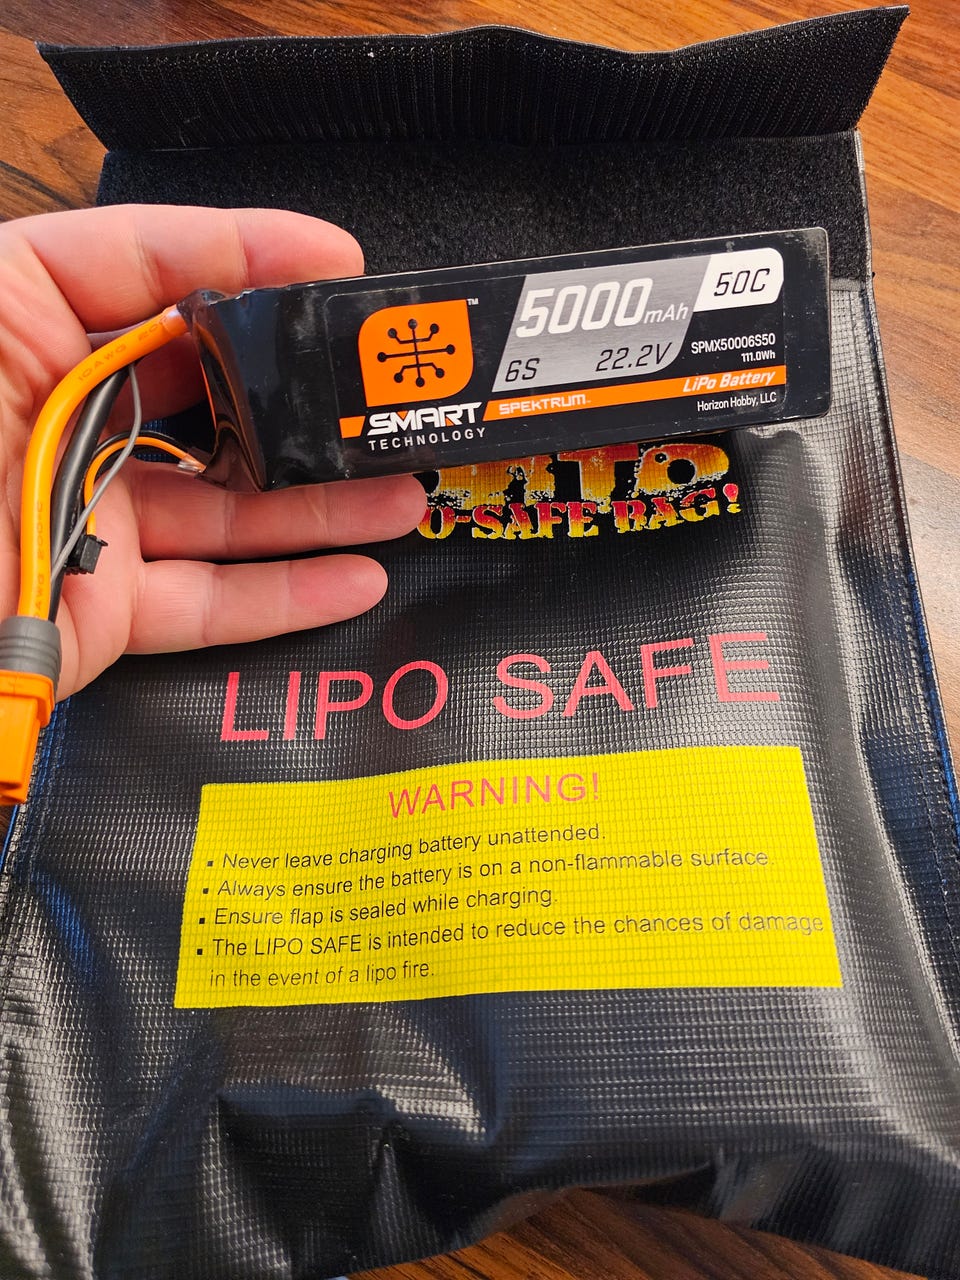 5000mAh
50C
6S 22.2V
SPMX50006S50
111.0Wh
LiPo Battery
SMART SPEKTRUM™
TECHNOLOGY
Horizon Hobby, LLC
™
10AWG
AWG
O-SAFE BAG!
LIPO SAFE
WARNING!
▪ Never leave charging battery unattended.
▪ Always ensure the battery is on a non-flammable surface.
▪ Ensure flap is sealed while charging.
▪ The LIPO SAFE is intended to reduce the chances of damage
in the event of a lipo fire.